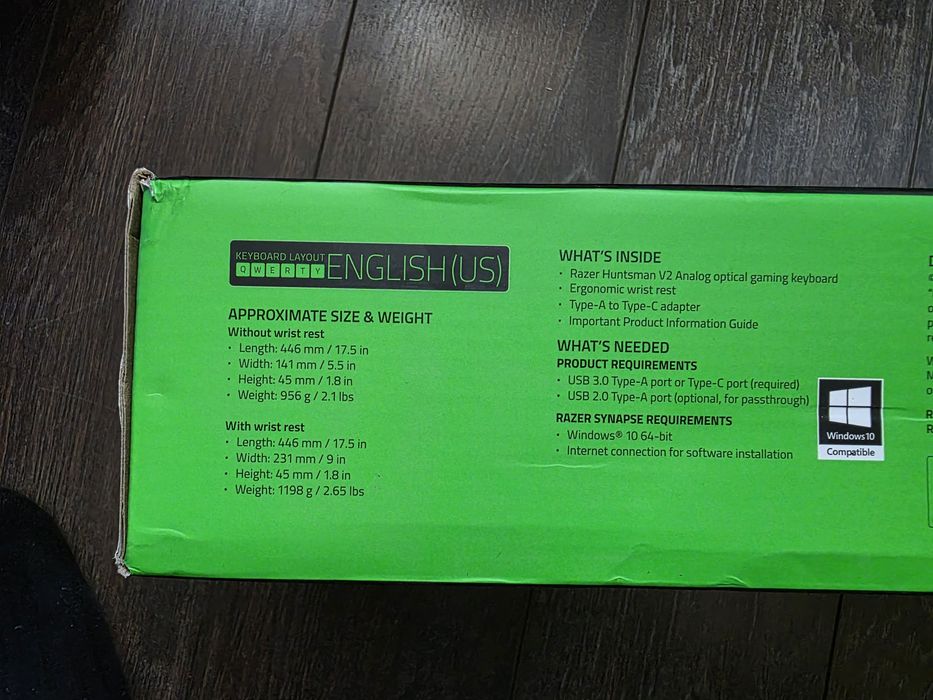 KEYBOARD LAYOUT
QWERTY
ENGLISH (US)
APPROXIMATE SIZE & WEIGHT
Without wrist rest
· Length: 446 mm / 17.5 in
· Width: 141 mm / 5.5 in
· Height: 45 mm / 1.8 in
· Weight: 956 g / 2.1 lbs
With wrist rest
· Length: 446 mm / 17.5 in
· Width: 231 mm / 9 in
· Height: 45 mm / 1.8 in
· Weight: 1198 g / 2.65 lbs
WHAT'S INSIDE
· Razer Huntsman V2 Analog optical gaming keyboard
· Ergonomic wrist rest
· Type-A to Type-C adapter
· Important Product Information Guide
WHAT'S NEEDED
PRODUCT REQUIREMENTS
· USB 3.0 Type-A port or Type-C port (required)
· USB 2.0 Type-A port (optional, for passthrough)
RAZER SYNAPSE REQUIREMENTS
· Windows® 10 64-bit
· Internet connection for software installation
Windows 10
Compatible